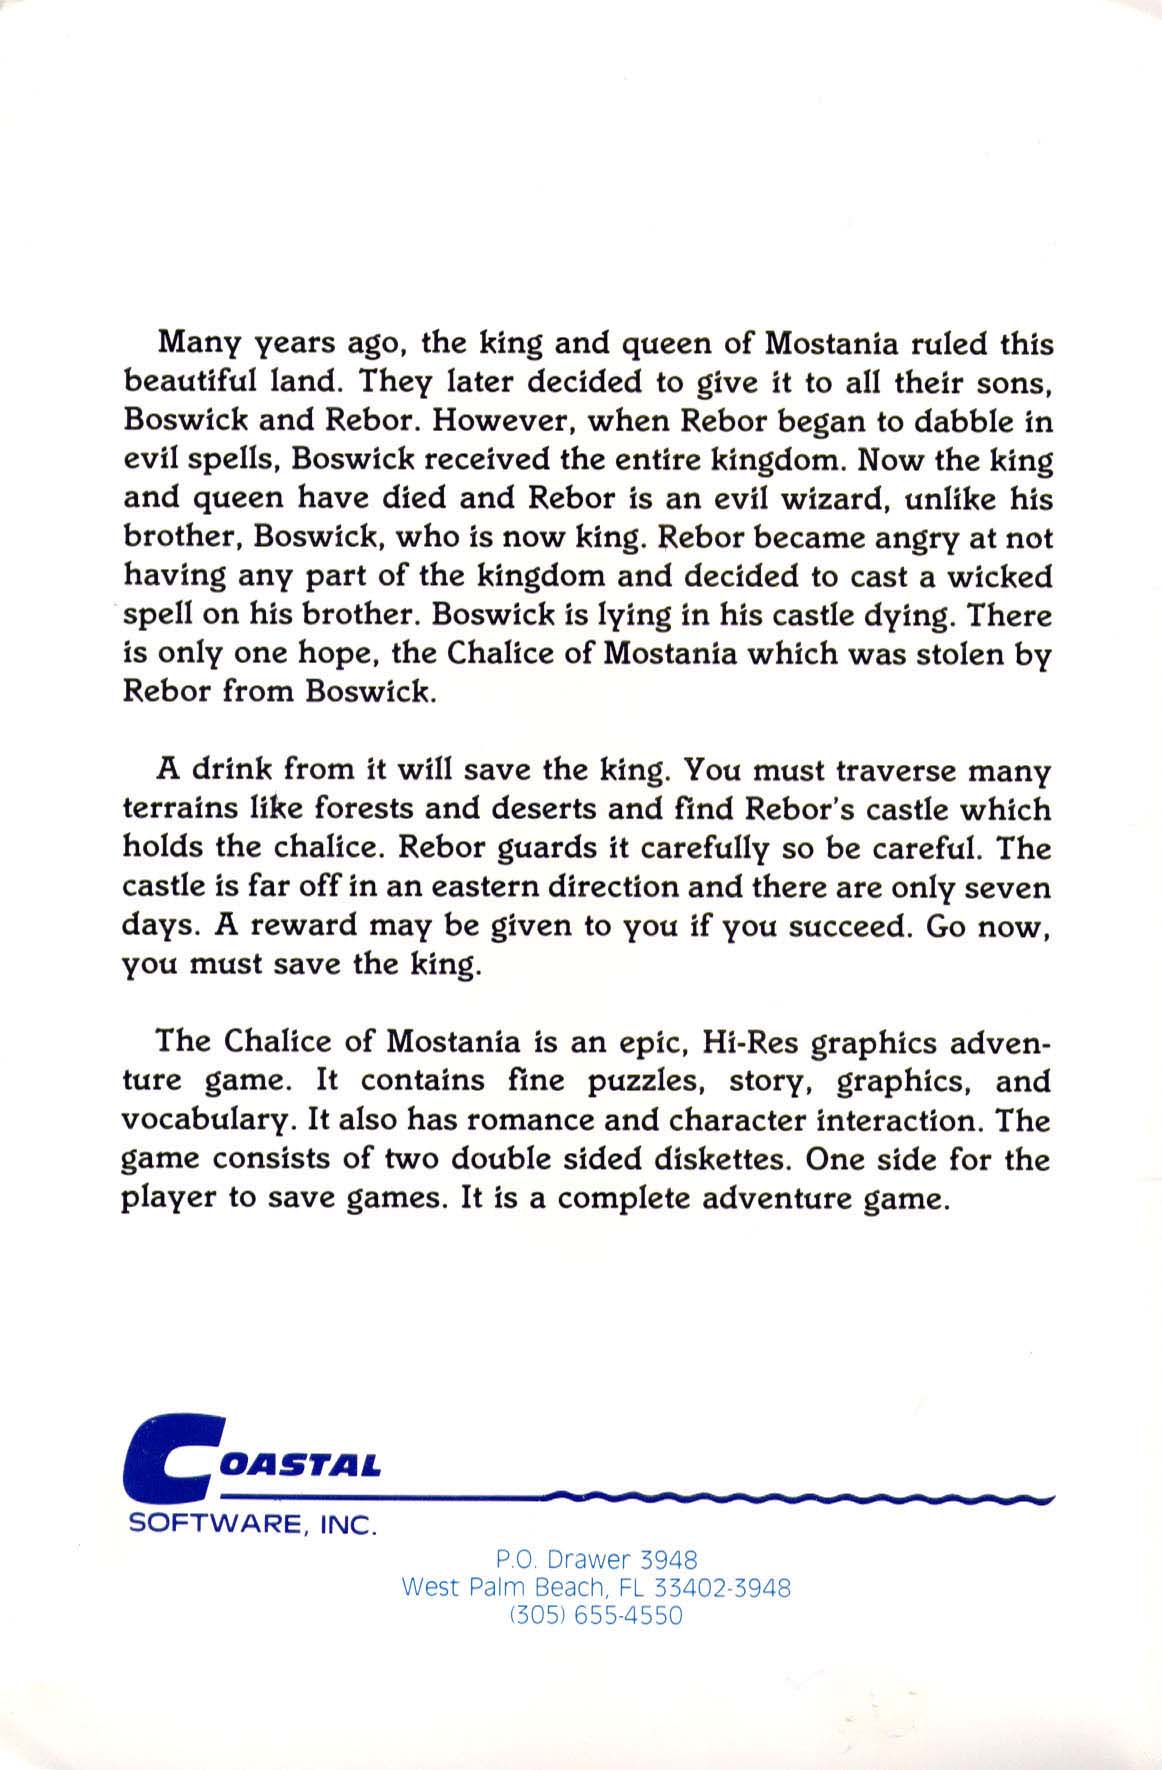 Many years ago, the king and queen of Mostania ruled this
beautiful land. They later decided to give it to all their sons,
Boswick and Rebor. However, when Rebor began to dabble in
evil spells, Boswick received the entire kingdom. Now the king
and queen have died and Rebor is an evil wizard, unlike his
brother, Boswick, who is now king. Rebor became angry at not
having any part of the kingdom and decided to cast a wicked
spell on his brother. Boswick is lying in his castle dying. There
is only one hope, the Chalice of Mostania which was stolen by
Rebor from Boswick.
A drink from it will save the king. You must traverse many
terrains like forests and deserts and find Rebor's castle which
holds the chalice. Rebor guards it carefully so be careful. The
castle is far off in an eastern direction and there are only seven
days. A reward may be given to you if you succeed. Go now,
you must save the king.
The Chalice of Mostania is an epic, Hi-Res graphics adven-
ture game. It contains fine puzzles, story, graphics, and
vocabulary. It also has romance and character interaction. The
game consists of two double sided diskettes. One side for the
player to save games. It is a complete adventure game.
COASTAL
SOFTWARE, INC.
P.O. Drawer 3948
West Palm Beach, FL 33402-3948
(305) 655-4550